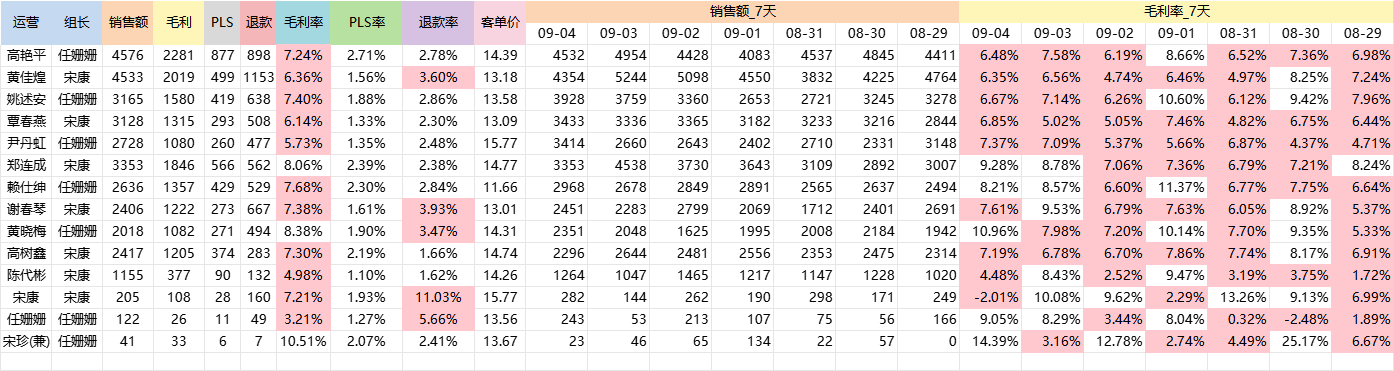 运营 组长 销售额 毛利 PLS 退款 毛利率 PLS率 退款率 客单价 销售额_7天 毛利率_7天
09-04 09-03 09-02 09-01 08-31 08-30 08-29 09-04 09-03 09-02 09-01 08-31 08-30 08-29
高艳平 任姗姗 4576 2281 877 898 7.24% 2.71% 2.78% 14.39 4532 4954 4428 4083 4537 4845 4411 6.48% 7.58% 6.19% 8.66% 6.52% 7.36% 6.98%
黄佳煌 宋康 4533 2019 499 1153 6.36% 1.56% 3.60% 13.18 4354 5244 5098 4550 3832 4225 4764 6.35% 6.56% 4.74% 6.46% 4.97% 8.25% 7.24%
姚述安 任姗姗 3165 1580 419 638 7.40% 1.88% 2.86% 13.58 3928 3759 3360 2653 2721 3245 3278 6.67% 7.14% 6.26% 10.60% 6.12% 9.42% 7.96%
覃春燕 宋康 3128 1315 293 508 6.14% 1.33% 2.30% 13.09 3433 3336 3365 3182 3233 3216 2844 6.85% 5.02% 5.05% 7.46% 4.82% 6.75% 6.44%
尹丹虹 任姗姗 2728 1080 260 477 5.73% 1.35% 2.48% 15.77 3414 2660 2643 2402 2710 2331 3148 7.37% 7.09% 5.37% 5.66% 6.87% 4.37% 4.71%
郑连成 宋康 3353 1846 566 562 8.06% 2.39% 2.38% 14.77 3353 4538 3730 3643 3109 2892 3007 9.28% 8.78% 7.06% 7.36% 6.79% 7.21% 8.24%
赖仕绅 任姗姗 2636 1357 429 529 7.68% 2.30% 2.84% 11.66 2968 2678 2849 2891 2565 2637 2494 8.21% 8.57% 6.60% 11.37% 6.77% 7.75% 6.64%
谢春琴 宋康 2406 1222 273 667 7.38% 1.61% 3.93% 13.01 2451 2283 2799 2069 1712 2401 2691 7.61% 9.53% 6.79% 7.63% 6.05% 8.92% 5.37%
黄晓梅 任姗姗 2018 1082 271 494 8.38% 1.90% 3.47% 14.31 2351 2048 1625 1995 2008 2184 1942 10.96% 7.98% 7.20% 10.14% 7.70% 9.35% 5.33%
高树鑫 宋康 2417 1205 374 283 7.30% 2.19% 1.66% 14.74 2296 2644 2481 2556 2353 2475 2314 7.19% 6.78% 6.70% 7.86% 7.74% 8.17% 6.91%
陈代彬 宋康 1155 377 90 132 4.98% 1.10% 1.62% 14.26 1264 1047 1465 1217 1147 1228 1020 4.48% 8.43% 2.52% 9.47% 3.19% 3.75% 1.72%
宋康 宋康 205 108 28 160 7.21% 1.93% 11.03% 15.77 282 144 262 190 298 171 249 -2.01% 10.08% 9.62% 2.29% 13.26% 9.13% 6.99%
任姗姗 任姗姗 122 26 11 49 3.21% 1.27% 5.66% 13.56 243 53 213 107 75 56 166 9.05% 8.29% 3.44% 8.04% 0.32% -2.48% 1.89%
宋珍(兼) 任姗姗 41 33 6 7 10.51% 2.07% 2.41% 13.67 23 46 65 134 22 57 0 14.39% 3.16% 12.78% 2.74% 4.49% 25.17% 6.67%